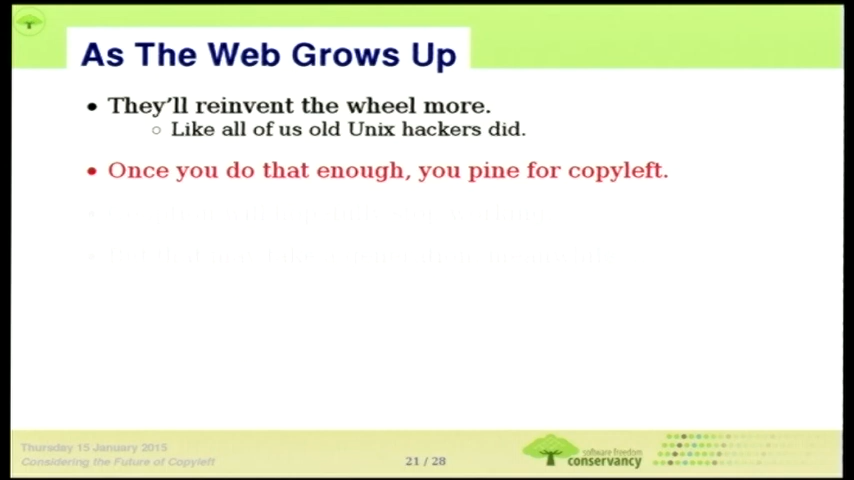 As The Web Grows Up
• They'll reinvent the wheel more.
○ Like all of us old Unix hackers did.
• Once you do that enough, you pine for copyleft.
Thursday 15 January 2015
Considering the Future of Copyleft
21 / 28
software freedom
conservancy